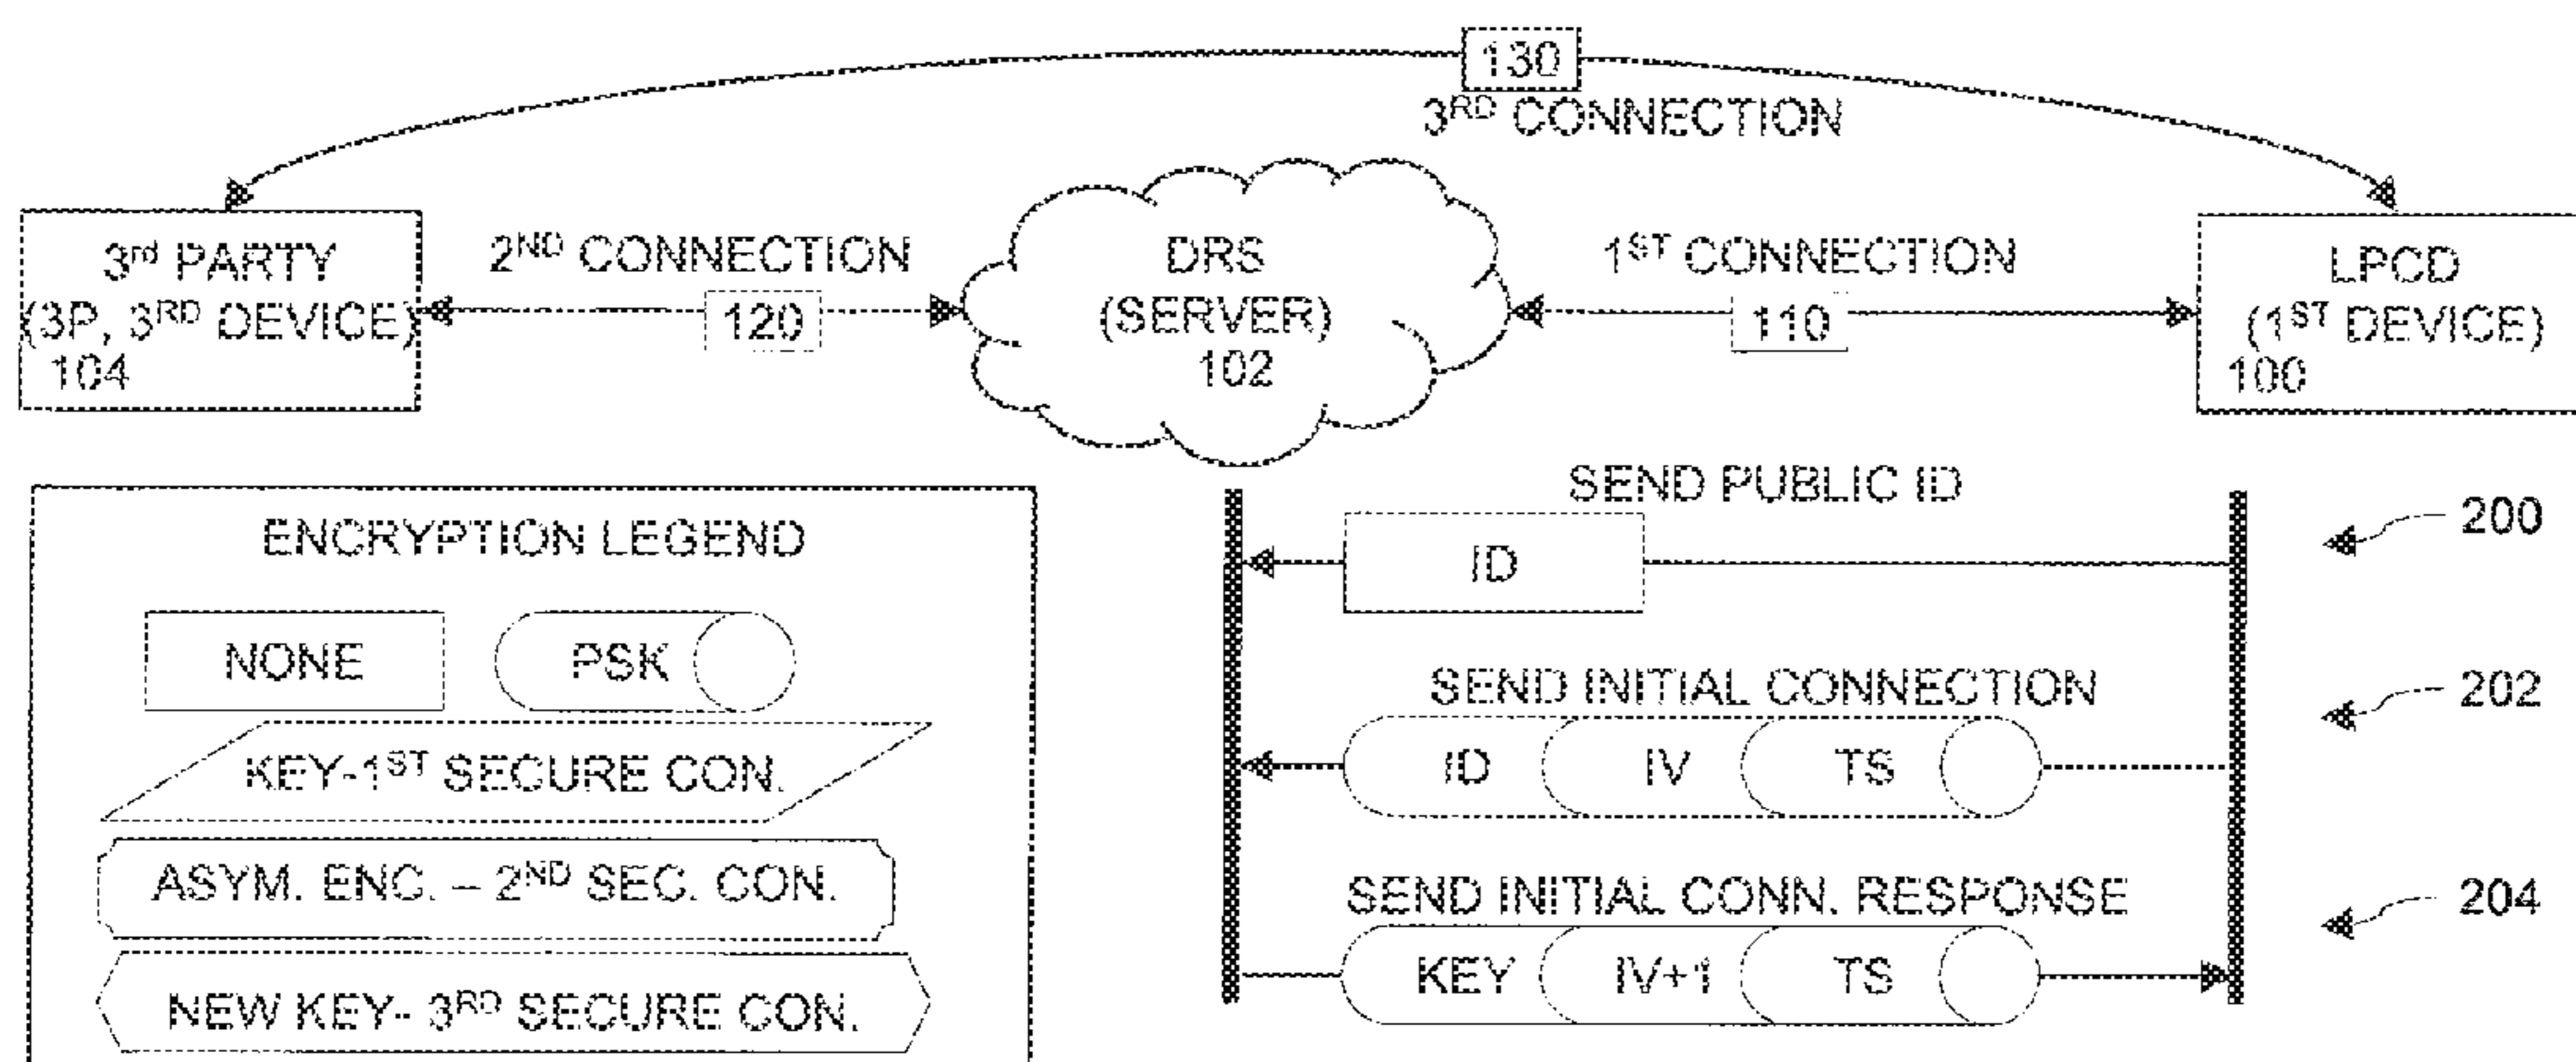 130
3RD CONNECTION
3rd PARTY
(3P, 3RD DEVICE)
104
2ND CONNECTION
120
DRS
(SERVER)
102
1ST CONNECTION
110
LPCD
(1ST DEVICE)
100
ENCRYPTION LEGEND
NONE PSK
KEY-1ST SECURE CON.
ASYM. ENC. – 2ND SEC. CON.
NEW KEY- 3RD SECURE CON.
SEND PUBLIC ID
ID
200
SEND INITIAL CONNECTION
ID IV TS
202
SEND INITIAL CONN. RESPONSE
KEY IV+1 TS
204